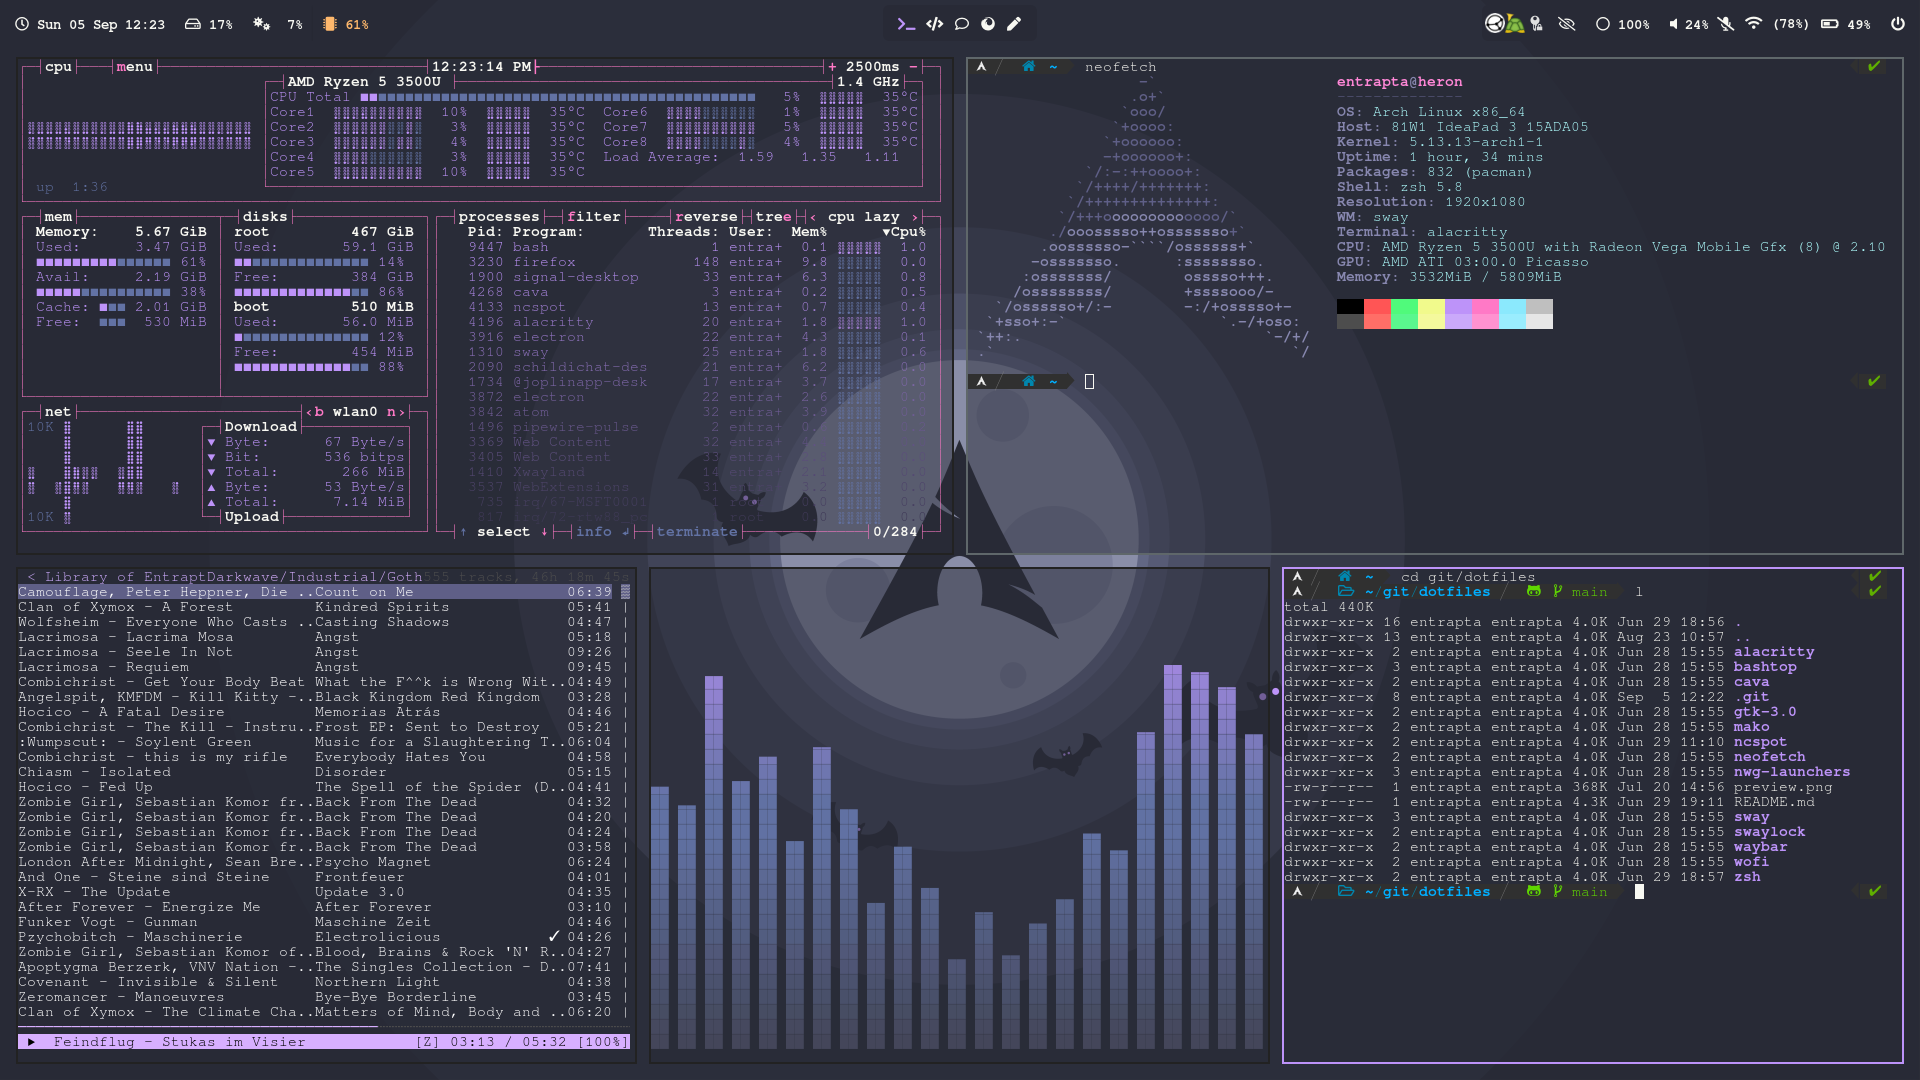 Sun 05 Sep 12:23 17% 7% 61%
100% 24% (78%) 49%
cpu menu 12:23:14 PM + 2500ms -
AMD Ryzen 5 3500U 1.4 GHz
CPU Total 5% 35°C
Core1 10% 35°C Core6 1% 35°C
Core2 3% 35°C Core7 5% 35°C
Core3 4% 35°C Core8 4% 35°C
Core4 3% 35°C Load Average: 1.59 1.35 1.11
Core5 10% 35°C
up 1:36
mem disks
Memory: 5.67 GiB root 467 GiB
Used: 3.47 GiB Used: 59.1 GiB
61% 14%
Avail: 2.19 GiB Free: 384 GiB
38% 86%
Cache: 2.01 GiB boot 510 MiB
Free: 530 MiB Used: 56.0 MiB
12%
Free: 454 MiB
88%
net ‹b wlan0 n›
10K Download
▼ Byte: 67 Byte/s
▼ Bit: 536 bitps
▼ Total: 266 MiB
▲ Byte: 53 Byte/s
▲ Total: 7.14 MiB
10K Upload
processes filter reverse tree ‹ cpu lazy ›
Pid: Program: Threads: User: Mem% ▼Cpu%
9447 bash 1 entra+ 0.1 1.0
3230 firefox 148 entra+ 9.8 0.0
1900 signal-desktop 33 entra+ 6.3 0.8
4268 cava 3 entra+ 0.2 0.5
4133 ncspot 13 entra+ 0.7 0.4
4196 alacritty 20 entra+ 1.8 1.0
3916 electron 22 entra+ 4.3 0.1
1310 sway 25 entra+ 1.8 0.6
2090 schildichat-des 21 entra+ 6.2 0.0
1734 @joplinapp-desk 17 entra+ 3.7 0.0
3872 electron 22 entra+ 2.6 0.0
3842 atom 32 entra+ 3.9 0.0
1496 pipewire-pulse 2 entra+
3369 Web Content 32 entra+
3405 Web Content 33 entra+
1410 Xwayland 14 entra+
3537 WebExtensions 31 entra+
735 irq/67-MSFT0001 1
817
↑ select ↓ info ↲ terminate 0/284
~ neofetch ✔
-`
.o+`
`ooo/
`+oooo:
`+oooooo:
-+oooooo+:
`/:-:++oooo+:
`/++++/+++++++:
`/++++++++++++++:
`/+++ooooooooooooo/`
./ooosssso++osssssso+`
.oossssso-````/ossssss+`
-osssssso. :ssssssso.
:osssssss/ osssso+++.
/ossssssss/ +ssssooo/-
`/ossssso+/:- -:/+osssso+-
`+sso+:-` `.-/+oso:
`++:. `-/+/
.` `/
entrapta@heron
--------------
OS: Arch Linux x86_64
Host: 81W1 IdeaPad 3 15ADA05
Kernel: 5.13.13-arch1-1
Uptime: 1 hour, 34 mins
Packages: 832 (pacman)
Shell: zsh 5.8
Resolution: 1920x1080
WM: sway
Terminal: alacritty
CPU: AMD Ryzen 5 3500U with Radeon Vega Mobile Gfx (8) @ 2.10
GPU: AMD ATI 03:00.0 Picasso
Memory: 3532MiB / 5809MiB
~ ✔
< Library of EntraptDarkwave/Industrial/Goth555 tracks, 46h 18m 45s
Camouflage, Peter Heppner, Die ..Count on Me 06:39
Clan of Xymox - A Forest Kindred Spirits 05:41
Wolfsheim - Everyone Who Casts ..Casting Shadows 04:47
Lacrimosa - Lacrima Mosa Angst 05:18
Lacrimosa - Seele In Not Angst 09:26
Lacrimosa - Requiem Angst 09:45
Combichrist - Get Your Body Beat What the F^^k is Wrong Wit..04:49
Angelspit, KMFDM - Kill Kitty -..Black Kingdom Red Kingdom 03:28
Hocico - A Fatal Desire Memorias Atrás 04:46
Combichrist - The Kill - Instru..Frost EP: Sent to Destroy 05:21
:Wumpscut: - Soylent Green Music for a Slaughtering T..06:04
Combichrist - this is my rifle Everybody Hates You 04:58
Chiasm - Isolated Disorder 05:15
Hocico - Fed Up The Spell of the Spider (D..04:41
Zombie Girl, Sebastian Komor fr..Back From The Dead 04:32
Zombie Girl, Sebastian Komor fr..Back From The Dead 04:20
Zombie Girl, Sebastian Komor fr..Back From The Dead 04:24
Zombie Girl, Sebastian Komor fr..Back From The Dead 03:58
London After Midnight, Sean Bre..Psycho Magnet 06:24
And One - Steine sind Steine Frontfeuer 04:01
X-RX - The Update Update 3.0 04:35
After Forever - Energize Me After Forever 03:10
Funker Vogt - Gunman Maschine Zeit 04:46
Pzychobitch - Maschinerie Electrolicious ✓ 04:26
Zombie Girl, Sebastian Komor of..Blood, Brains & Rock 'N' R..04:27
Apoptygma Berzerk, VNV Nation -..The Singles Collection - D..07:41
Covenant - Invisible & Silent Northern Light 04:38
Zeromancer - Manoeuvres Bye-Bye Borderline 03:45
Clan of Xymox - The Climate Cha..Matters of Mind, Body and ..06:20
▶ Feindflug - Stukas im Visier [Z] 03:13 / 05:32 [100%]
~ cd git/dotfiles ✔
~/git/dotfiles main l ✔
total 440K
drwxr-xr-x 16 entrapta entrapta 4.0K Jun 29 18:56 .
drwxr-xr-x 13 entrapta entrapta 4.0K Aug 23 10:57 ..
drwxr-xr-x 2 entrapta entrapta 4.0K Jun 28 15:55 alacritty
drwxr-xr-x 3 entrapta entrapta 4.0K Jun 28 15:55 bashtop
drwxr-xr-x 2 entrapta entrapta 4.0K Jun 28 15:55 cava
drwxr-xr-x 8 entrapta entrapta 4.0K Sep 5 12:22 .git
drwxr-xr-x 2 entrapta entrapta 4.0K Jun 28 15:55 gtk-3.0
drwxr-xr-x 2 entrapta entrapta 4.0K Jun 28 15:55 mako
drwxr-xr-x 2 entrapta entrapta 4.0K Jun 29 11:10 ncspot
drwxr-xr-x 2 entrapta entrapta 4.0K Jun 28 15:55 neofetch
drwxr-xr-x 3 entrapta entrapta 4.0K Jun 28 15:55 nwg-launchers
-rw-r--r-- 1 entrapta entrapta 368K Jul 20 14:56 preview.png
-rw-r--r-- 1 entrapta entrapta 4.3K Jun 29 19:11 README.md
drwxr-xr-x 3 entrapta entrapta 4.0K Jun 28 15:55 sway
drwxr-xr-x 2 entrapta entrapta 4.0K Jun 28 15:55 swaylock
drwxr-xr-x 2 entrapta entrapta 4.0K Jun 28 15:55 waybar
drwxr-xr-x 2 entrapta entrapta 4.0K Jun 28 15:55 wofi
drwxr-xr-x 2 entrapta entrapta 4.0K Jun 29 18:57 zsh
~/git/dotfiles main ✔